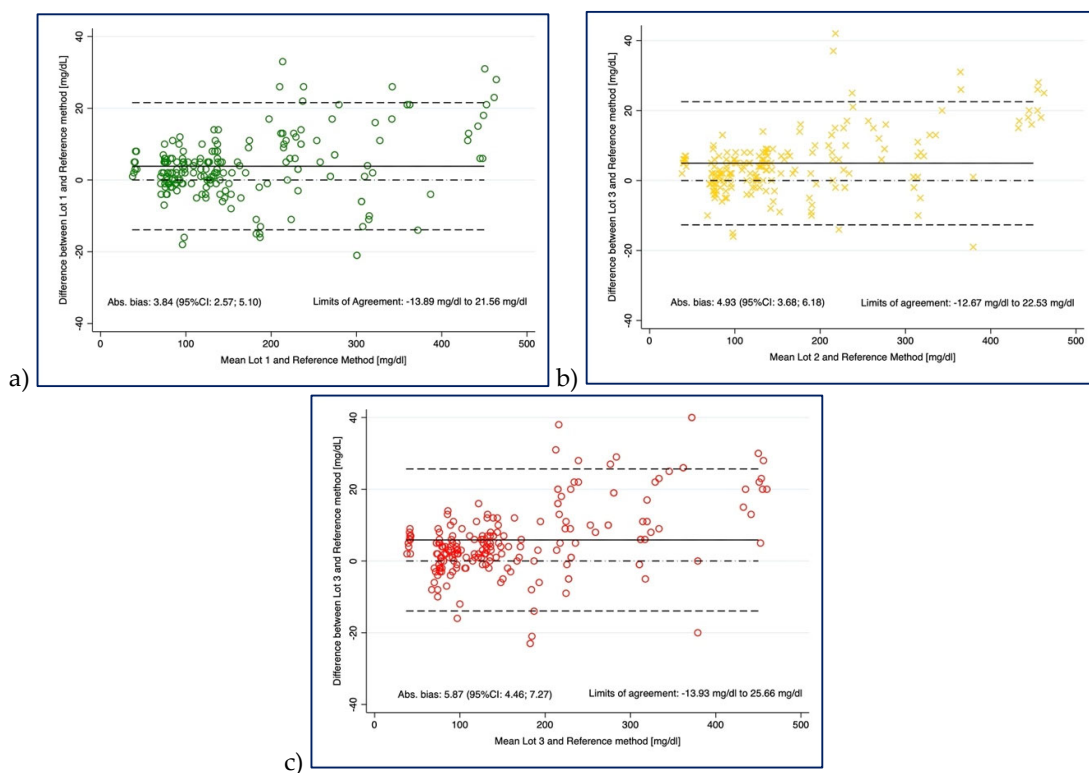 Difference between Lot 1 and Reference method [mg/dL]
40
20
0
-20
-40
Abs. bias: 3.84 (95%CI: 2.57; 5.10)
Limits of Agreement: -13.89 mg/dl to 21.56 mg/dl
0
100
200
300
400
500
Mean Lot 1 and Reference Method [mg/dl]
a)
Difference between Lot 3 and Reference method [mg/dL]
40
20
0
-20
-40
Abs. bias: 4.93 (95%CI: 3.68; 6.18)
Limits of agreement: -12.67 mg/dl to 22.53 mg/dl
0
100
200
300
400
500
Mean Lot 2 and Reference Method [mg/dl]
b)
Difference between Lot 3 and Reference method [mg/dL]
40
20
0
-20
-40
Abs. bias: 5.87 (95%CI: 4.46; 7.27)
Limits of agreement: -13.93 mg/dl to 25.66 mg/dl
0
100
200
300
400
500
Mean Lot 3 and Reference method [mg/dl]
c)